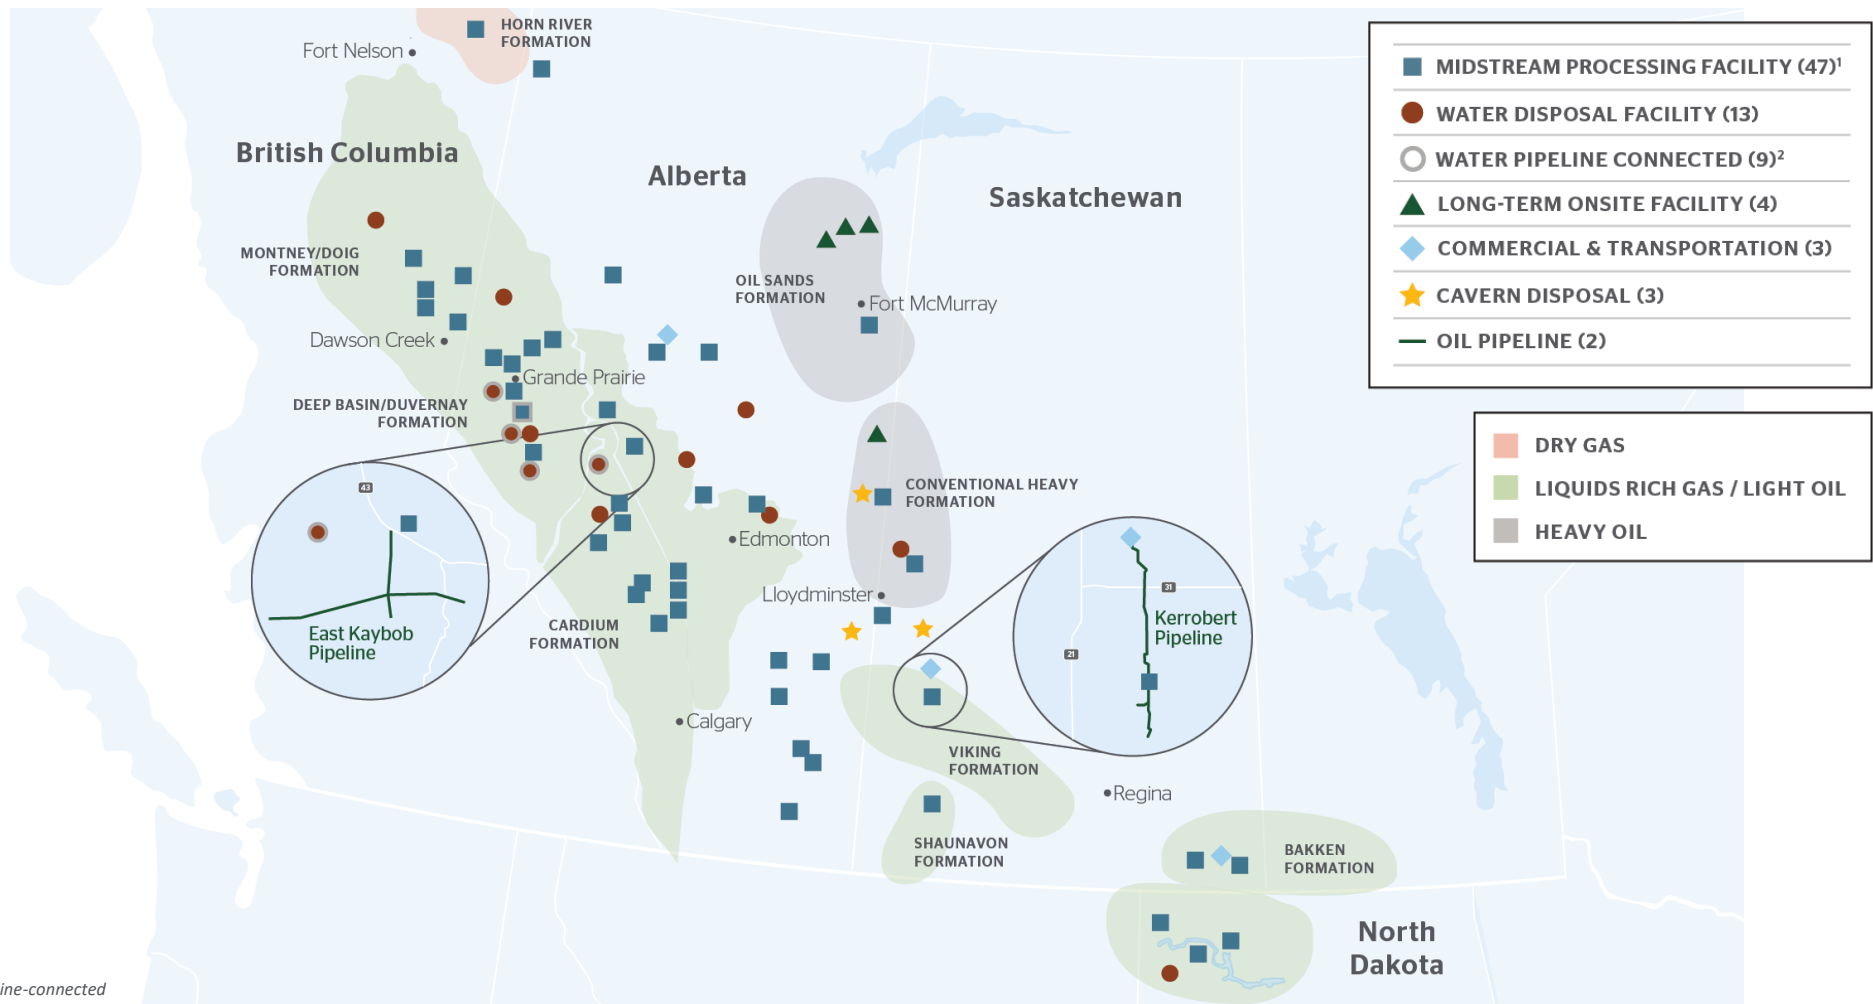 HORN RIVER
FORMATION
Fort Nelson
British Columbia
Alberta
Saskatchewan
MONTNEY/DOIG
FORMATION
OIL SANDS
FORMATION
Fort McMurray
Dawson Creek
Grande Prairie
DEEP BASIN/DUVERNAY
FORMATION
CONVENTIONAL HEAVY
FORMATION
43
Edmonton
East Kaybob
Pipeline
Lloydminster
CARDIUM
FORMATION
31
Kerrobert
Pipeline
21
Calgary
VIKING
FORMATION
Regina
SHAUNAVON
FORMATION
BAKKEN
FORMATION
North
Dakota
MIDSTREAM PROCESSING FACILITY (47)¹
WATER DISPOSAL FACILITY (13)
WATER PIPELINE CONNECTED (9)²
LONG-TERM ONSITE FACILITY (4)
COMMERCIAL & TRANSPORTATION (3)
CAVERN DISPOSAL (3)
OIL PIPELINE (2)
DRY GAS
LIQUIDS RICH GAS / LIGHT OIL
HEAVY OIL
ine-connected